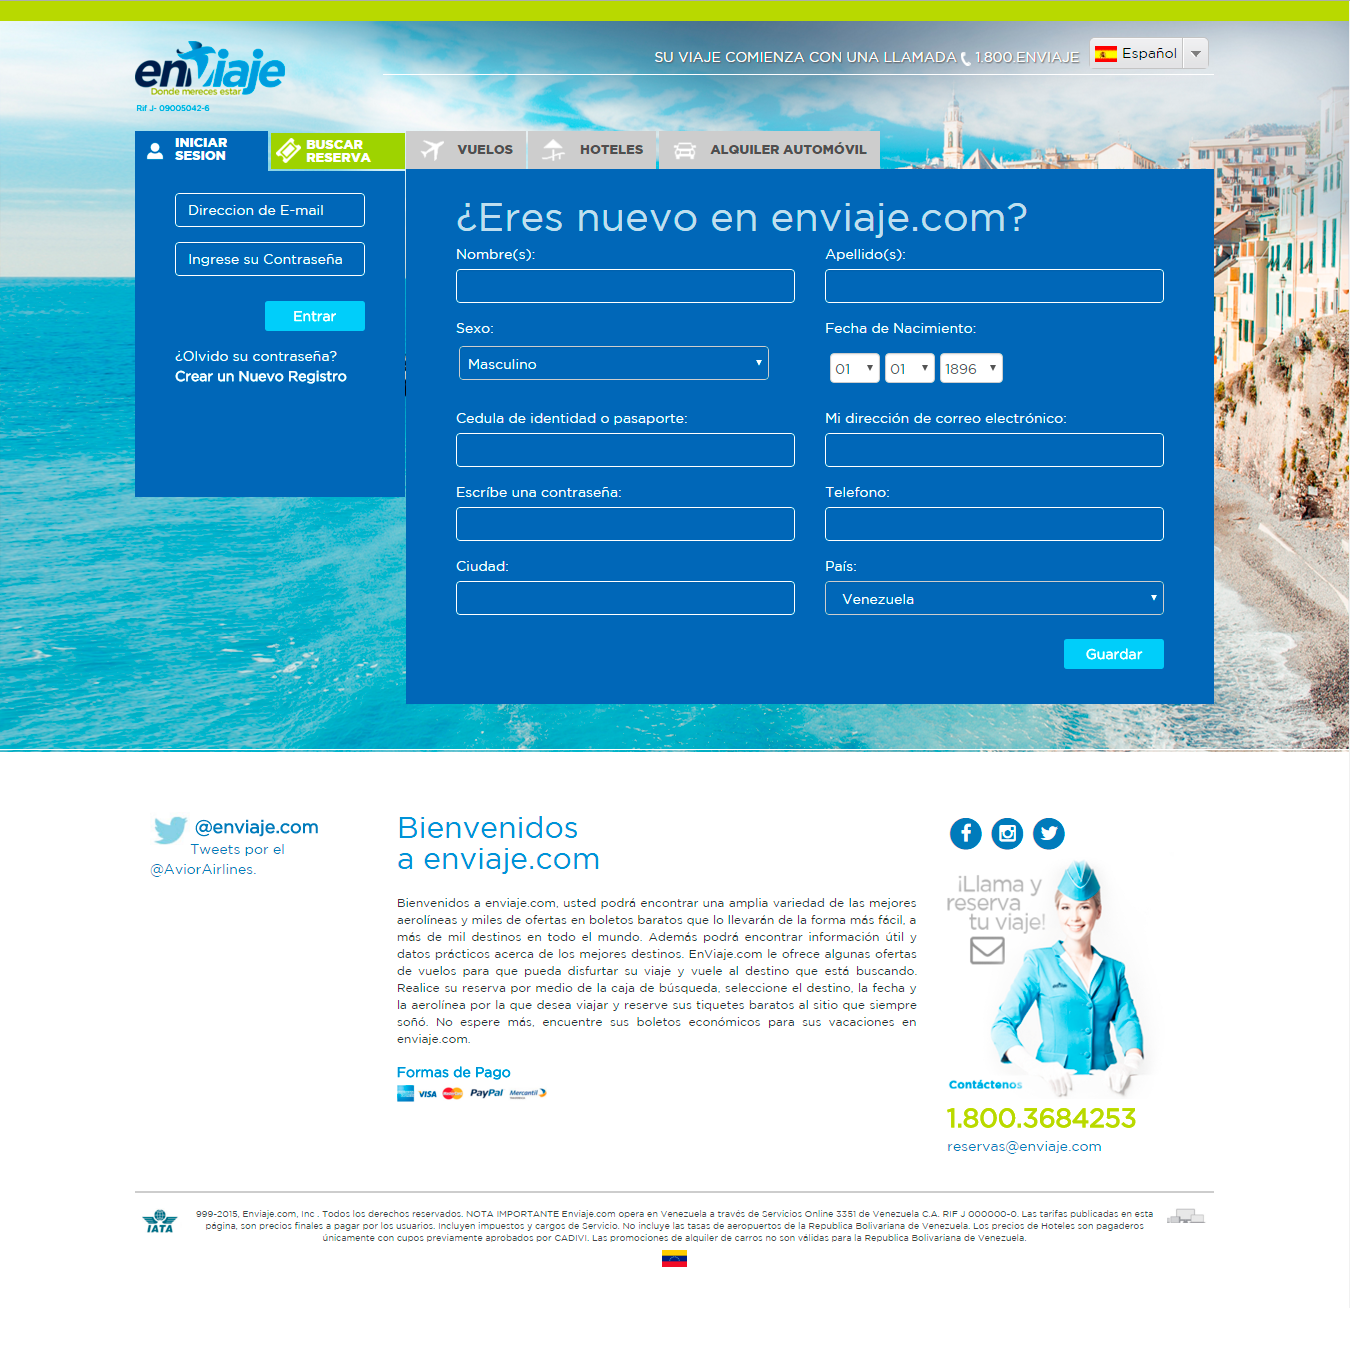 enViaje
Donde mereces estar
Rif J- 09005042-6
SU VIAJE COMIENZA CON UNA LLAMADA 1.800.ENVIAJE
Español
INICIAR
SESION
BUSCAR
RESERVA
VUELOS
HOTELES
ALQUILER AUTOMÓVIL
Direccion de E-mail
Ingrese su Contraseña
Entrar
¿Olvido su contraseña?
Crear un Nuevo Registro
¿Eres nuevo en enviaje.com?
Nombre(s):
Apellido(s):
Sexo:
Fecha de Nacimiento:
Masculino
01 01 1896
Cedula de identidad o pasaporte:
Mi dirección de correo electrónico:
Escríbe una contraseña:
Telefono:
Ciudad:
País:
Venezuela
Guardar
@enviaje.com
Tweets por el
@AviorAirlines.
Bienvenidos
a enviaje.com
Bienvenidos a enviaje.com, usted podrá encontrar una amplia variedad de las mejores
aerolíneas y miles de ofertas en boletos baratos que lo llevarán de la forma más fácil, a
más de mil destinos en todo el mundo. Además podrá encontrar información útil y
datos prácticos acerca de los mejores destinos. EnViaje.com le ofrece algunas ofertas
de vuelos para que pueda disfurtar su viaje y vuele al destino que está buscando.
Realice su reserva por medio de la caja de búsqueda, seleccione el destino, la fecha y
la aerolínea por la que desea viajar y reserve sus tiquetes baratos al sitio que siempre
soñó. No espere más, encuentre sus boletos económicos para sus vacaciones en
enviaje.com.
Formas de Pago
VISA PayPal Mercantil
¡Llama y
reserva
tu viaje!
Contáctenos
1.800.3684253
reservas@enviaje.com
IATA
999-2015, Enviaje.com, Inc . Todos los derechos reservados. NOTA IMPORTANTE Enviaje.com opera en Venezuela a través de Servicios Online 3351 de Venezuela C.A. RIF J 000000-0. Las tarifas publicadas en esta
página, son precios finales a pagar por los usuarios. Incluyen impuestos y cargos de Servicio. No incluye las tasas de aeropuertos de la Republica Bolivariana de Venezuela. Los precios de Hoteles son pagaderos
únicamente con cupos previamente aprobados por CADIVI. Las promociones de alquiler de carros no son válidas para la Republica Bolivariana de Venezuela.